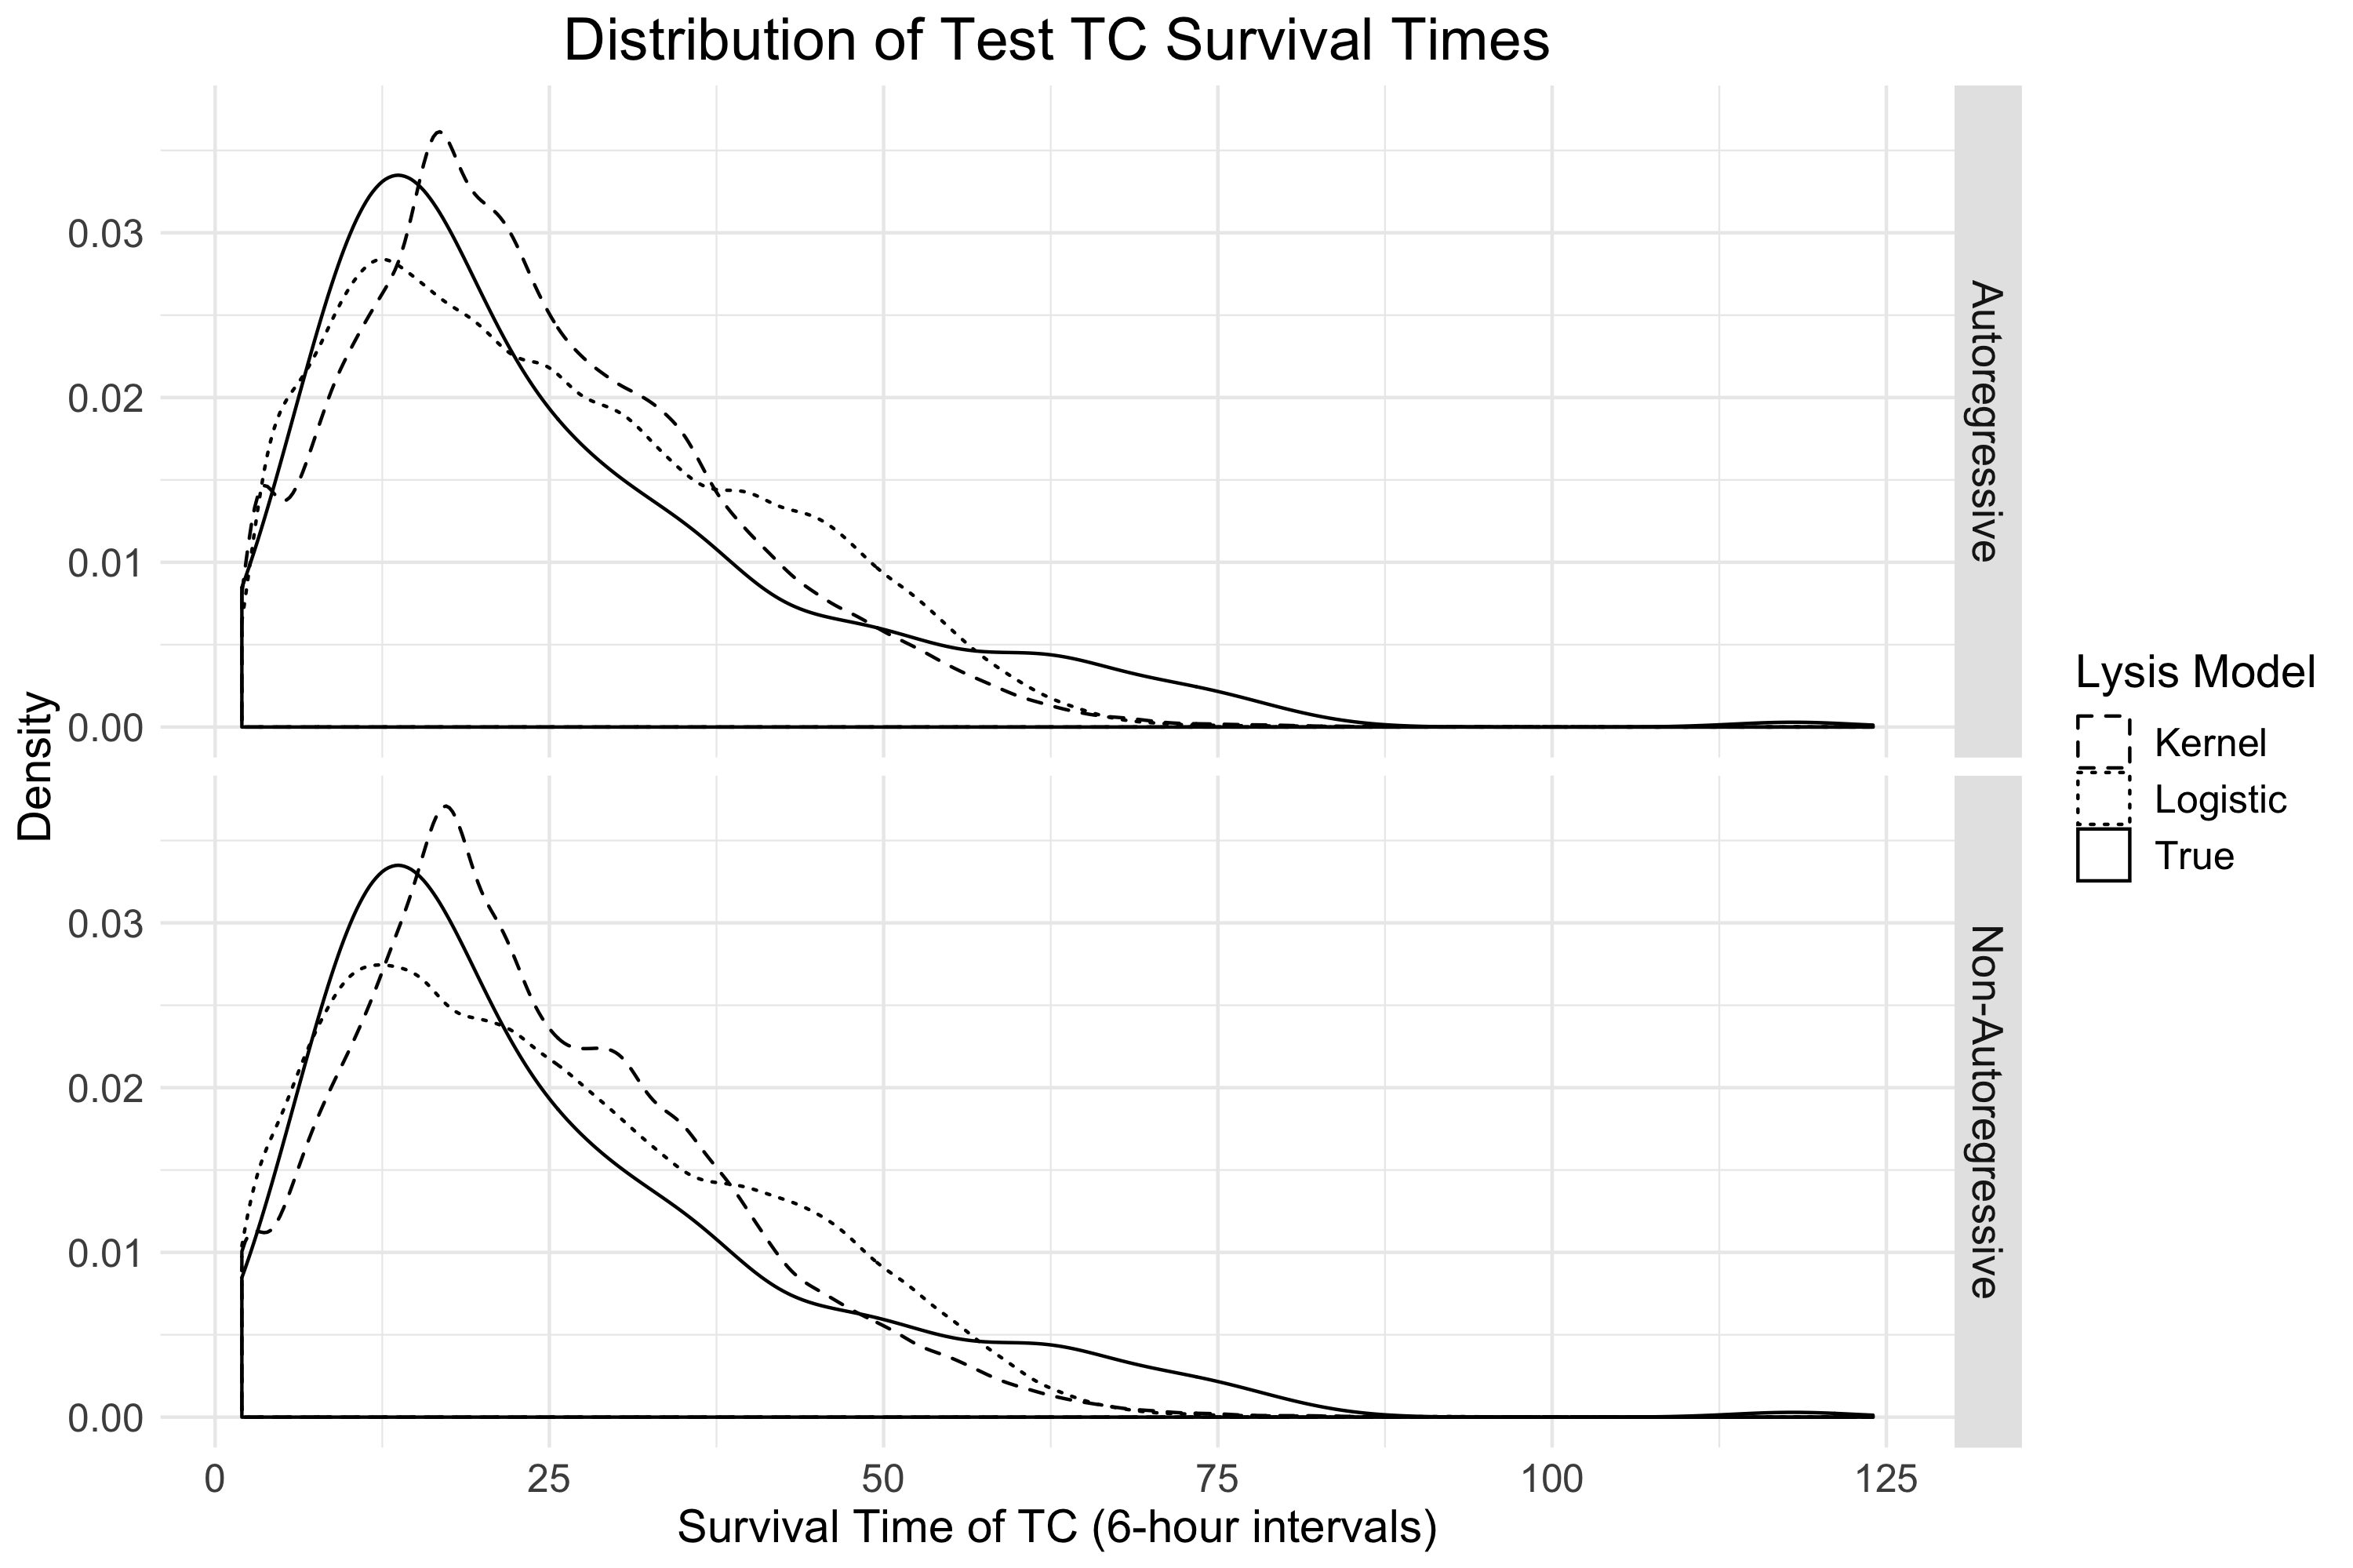 Distribution of Test TC Survival Times
Density
0.03
0.02
0.01
0.00
Autoregressive
0.03
0.02
0.01
0.00
Non-Autoregressive
0 25 50 75 100 125
Survival Time of TC (6-hour intervals)
Lysis Model
Kernel
Logistic
True